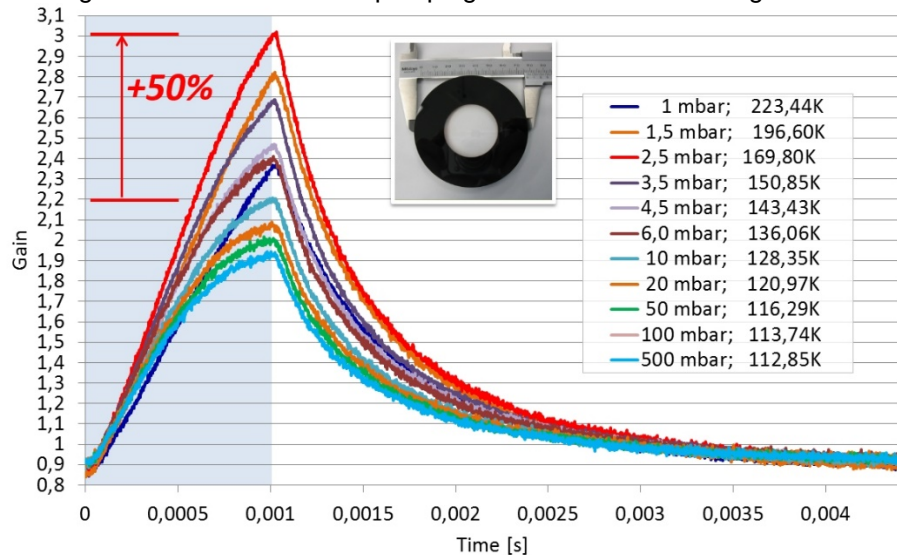 3,1
3
2,9
2,8
2,7
2,6
2,5
2,4
2,3
2,2
2,1
2
1,9
1,8
1,7
1,6
1,5
1,4
1,3
1,2
1,1
1
0,9
0,8
Gain
+50%
1 mbar; 223,44K
1,5 mbar; 196,60K
2,5 mbar; 169,80K
3,5 mbar; 150,85K
4,5 mbar; 143,43K
6,0 mbar; 136,06K
10 mbar; 128,35K
20 mbar; 120,97K
50 mbar; 116,29K
100 mbar; 113,74K
500 mbar; 112,85K
0 0,0005 0,001 0,0015 0,002 0,0025 0,003 0,0035 0,004
Time [s]